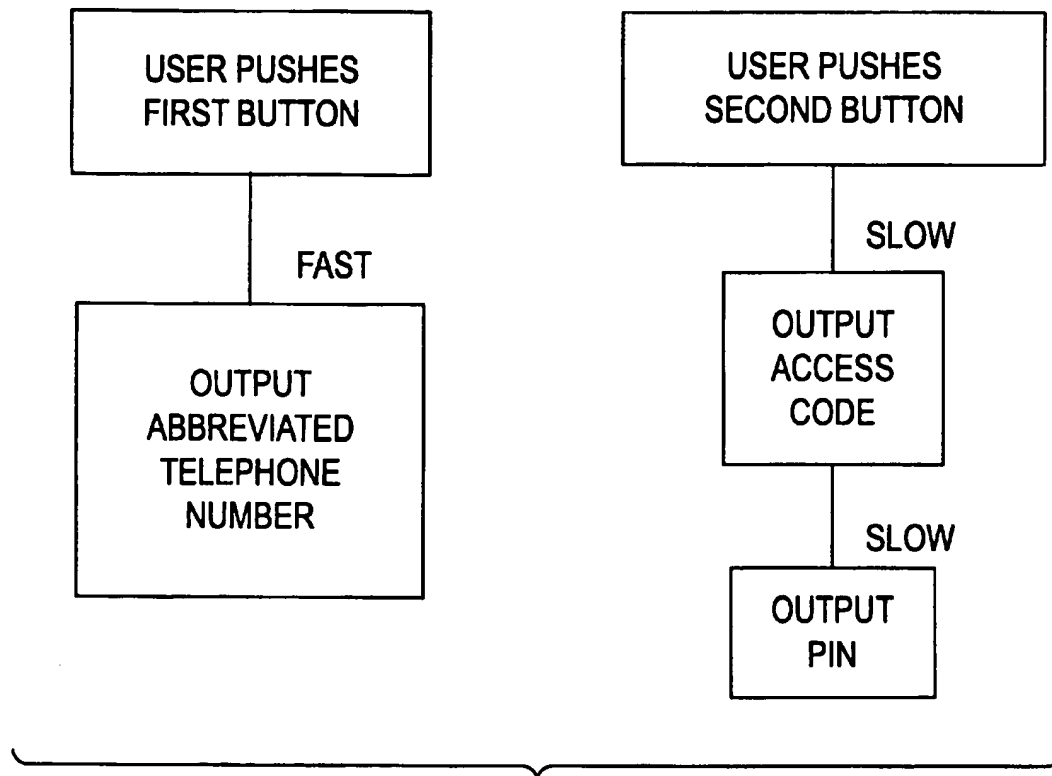 USER PUSHES
FIRST BUTTON
FAST
OUTPUT
ABBREVIATED
TELEPHONE
NUMBER
USER PUSHES
SECOND BUTTON
SLOW
OUTPUT
ACCESS
CODE
SLOW
OUTPUT
PIN